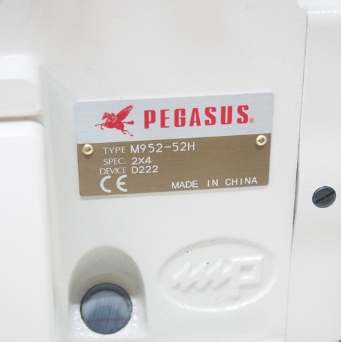 PEGASUS®
TYPE M952-52H
SPEC. 2X4
DEVICE D222
CE
MADE IN CHINA